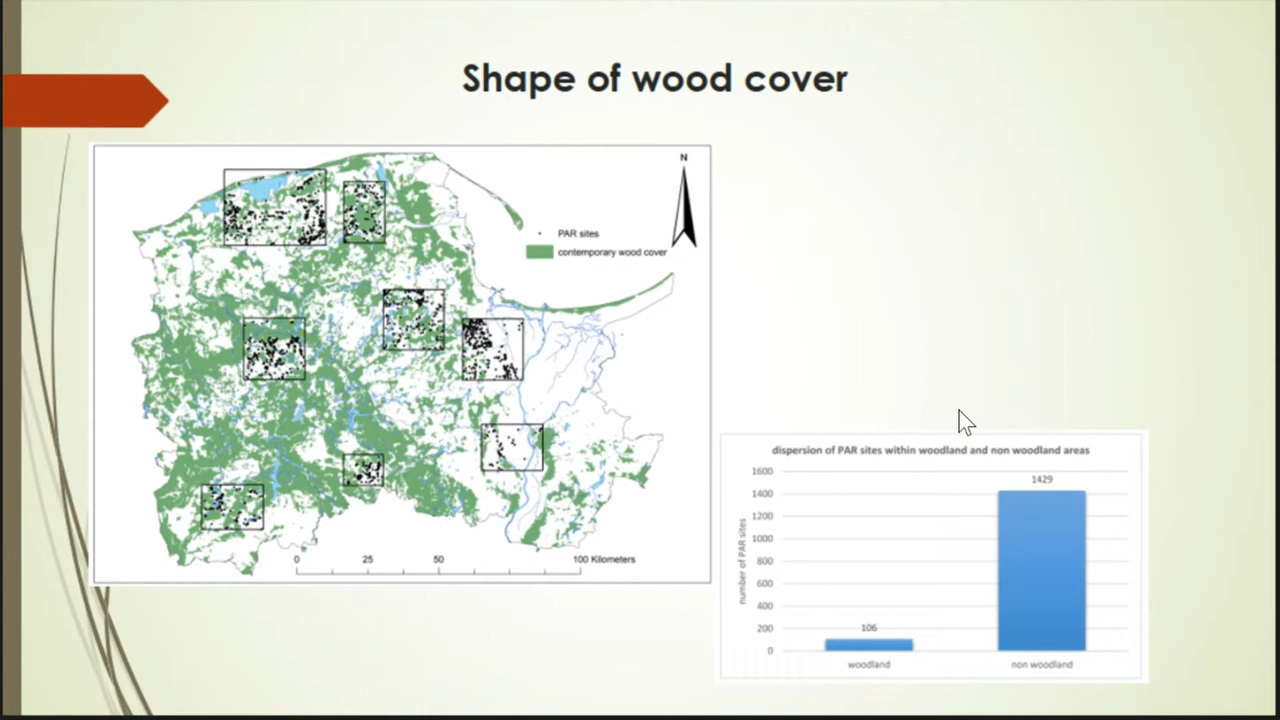 Shape of wood cover
N
PAR sites
contemporary wood cover
0 25 50 100 Kilometers
dispersion of PAR sites within woodland and non woodland areas
number of PAR sites
1600
1400
1200
1000
800
600
400
200
0
1429
106
woodland non woodland